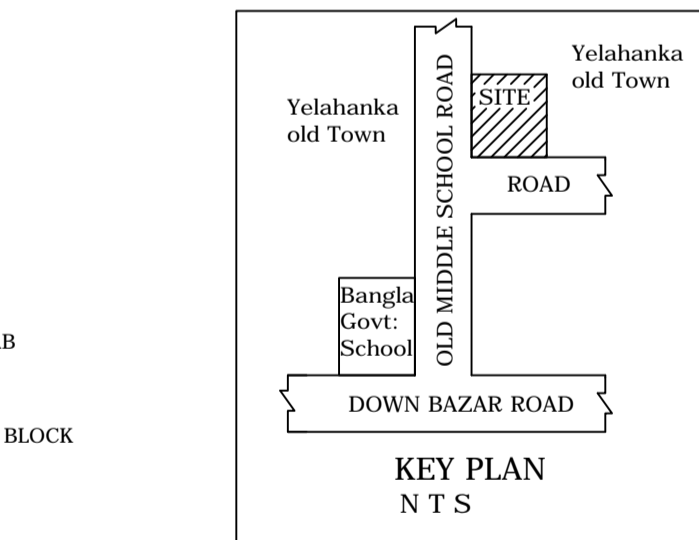 Yelahanka
old Town
Yelahanka
old Town
SITE
OLD MIDDLE SCHOOL ROAD
ROAD
Bangla
Govt:
School
DOWN BAZAR ROAD
KEY PLAN
N T S
BLOCK